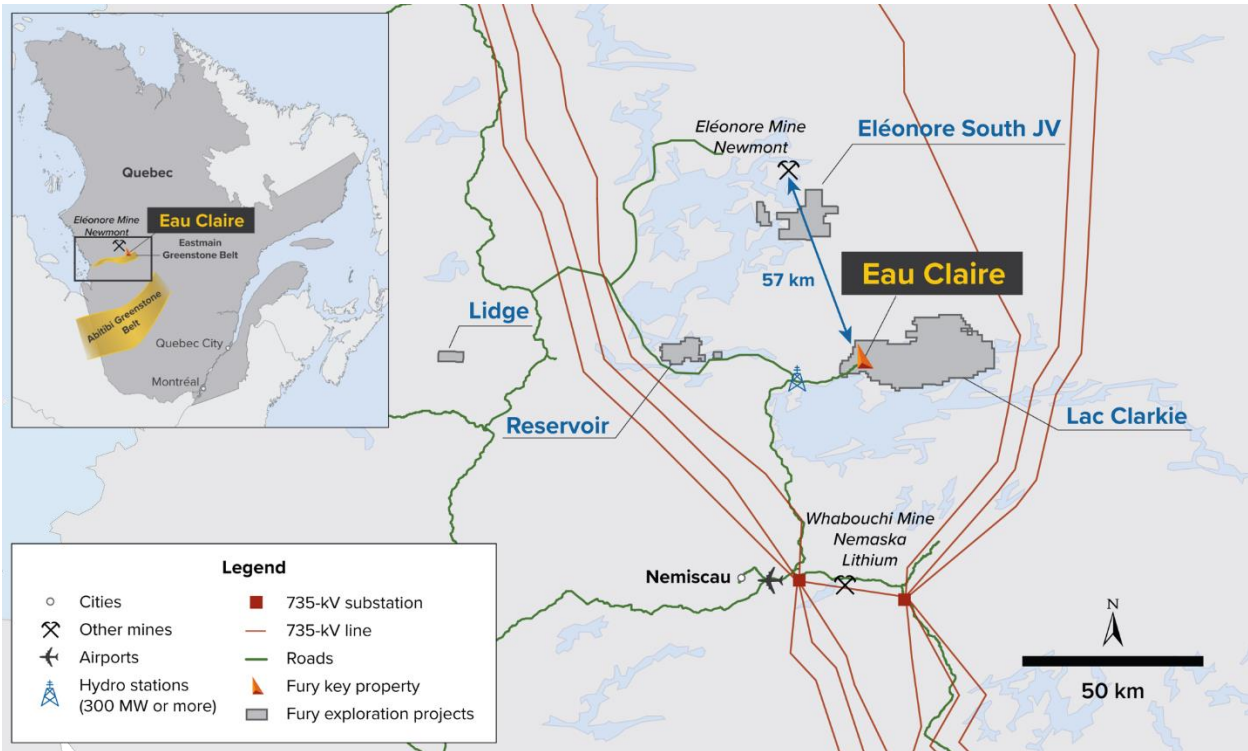 Quebec
Eléonore Mine
Newmont
Eau Claire
Eastmain
Greenstone Belt
Abitibi Greenstone
Belt
Quebec City
Montréal
Eléonore Mine
Newmont
Eléonore South JV
57 km
Eau Claire
Lidge
Reservoir
Lac Clarkie
Whabouchi Mine
Nemaska
Lithium
Nemiscau
N
50 km
Legend
Cities
Other mines
Airports
Hydro stations
(300 MW or more)
735-kV substation
735-kV line
Roads
Fury key property
Fury exploration projects